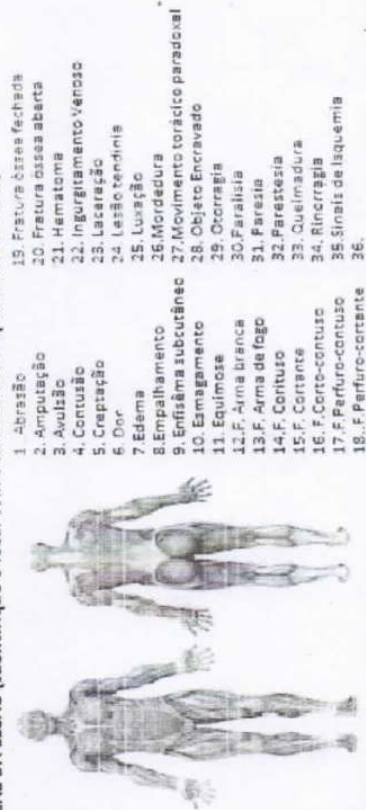 1 Abrasão
2. Amputação
3. Avulsão
4. Contusão
5. Creptação
6. Dor
7. Edema
8. Empalhamento
9. Enfisêma subcutâneo
10. Esmagamento
11. Equimose
12. F. Arma branca
13. F. Arma de fogo
14. F. Contuso
15. F. Cortante
16. F. Corto-contuso
17. F. Perfuro-contuso
18.. F. Perfuro-cortante
19. Fratura óssea fechada
20. Fratura óssea aberta
21. Hematoma
22. Ingurgitamento Venoso
23. Laceração
24. Lesão tendínia
25. Luxação
26. Mordedura
27. Movimento torácico paradoxal
28. Objeto Encravado
29. Otorragia
30. Paralisia
31. Paresia
32. Parestesia
33. Queimadura
34. Rinorragia
35. Sinais de Isquemia
36.